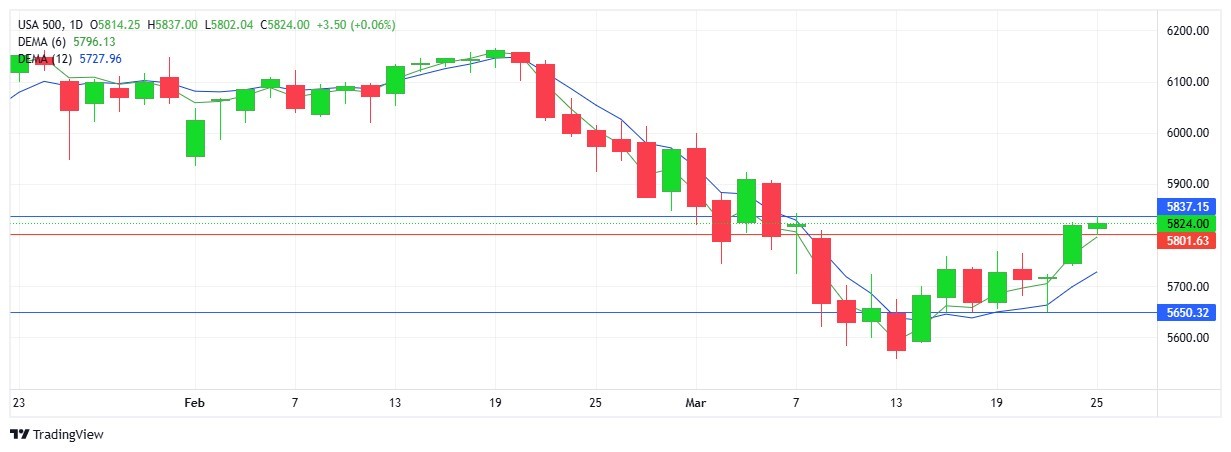 USA 500, 1D O5814.25 H5837.00 L5802.04 C5824.00 +3.50 (+0.06%)
DEMA (6) 5796.13
DEMA (12) 5727.96
6200.00
6100.00
6000.00
5900.00
5837.15
5824.00
5801.63
5700.00
5650.32
5600.00
23 Feb 7 13 19 25 Mar 7 13 19 25
TradingView